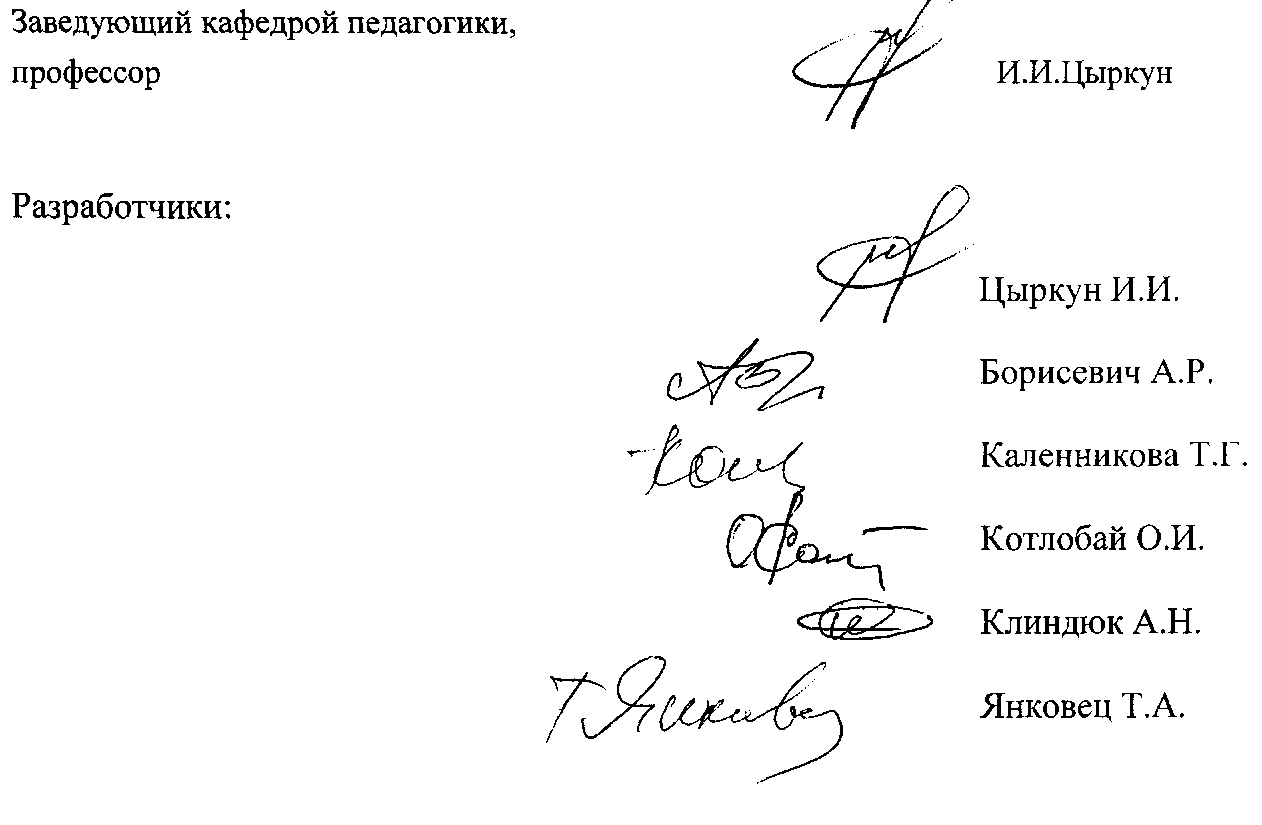 Заведующий кафедрой педагогики,
профессор И.И.Цыркун
Разработчики:
Цыркун И.И.
Борисевич А.Р.
Каленникова Т.Г.
Котлобай О.И.
Клиндюк А.Н.
Янковец Т.А.